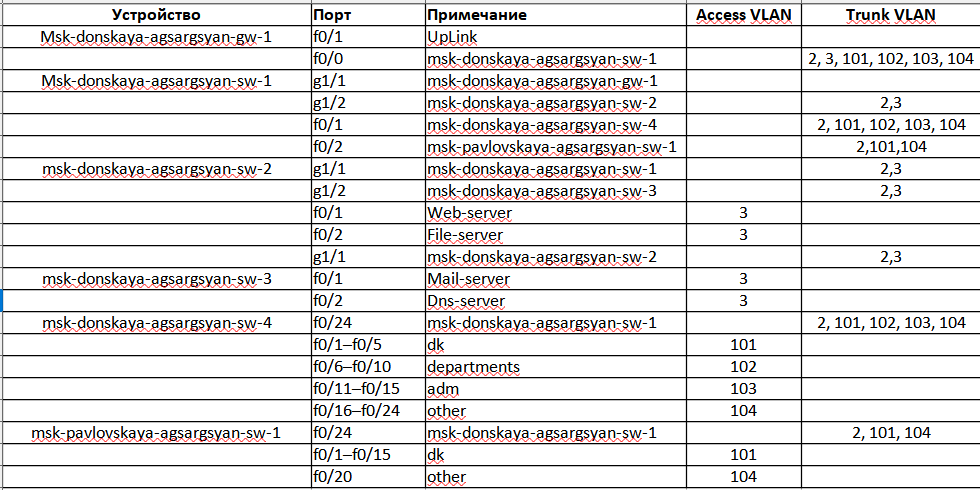 Устройство Порт Примечание Access VLAN Trunk VLAN
Msk-donskaya-agsargsyan-gw-1 f0/1 UpLink
f0/0 msk-donskaya-agsargsyan-sw-1 2, 3, 101, 102, 103, 104
Msk-donskaya-agsargsyan-sw-1 g1/1 msk-donskaya-agsargsyan-gw-1
g1/2 msk-donskaya-agsargsyan-sw-2 2,3
f0/1 msk-donskaya-agsargsyan-sw-4 2, 101, 102, 103, 104
f0/2 msk-pavlovskaya-agsargsyan-sw-1 2,101,104
msk-donskaya-agsargsyan-sw-2 g1/1 msk-donskaya-agsargsyan-sw-1 2,3
g1/2 msk-donskaya-agsargsyan-sw-3 2,3
f0/1 Web-server 3
f0/2 File-server 3
g1/1 msk-donskaya-agsargsyan-sw-2 2,3
msk-donskaya-agsargsyan-sw-3 f0/1 Mail-server 3
f0/2 Dns-server 3
msk-donskaya-agsargsyan-sw-4 f0/24 msk-donskaya-agsargsyan-sw-1 2, 101, 102, 103, 104
f0/1–f0/5 dk 101
f0/6–f0/10 departments 102
f0/11–f0/15 adm 103
f0/16–f0/24 other 104
msk-pavlovskaya-agsargsyan-sw-1 f0/24 msk-donskaya-agsargsyan-sw-1 2, 101, 104
f0/1–f0/15 dk 101
f0/20 other 104